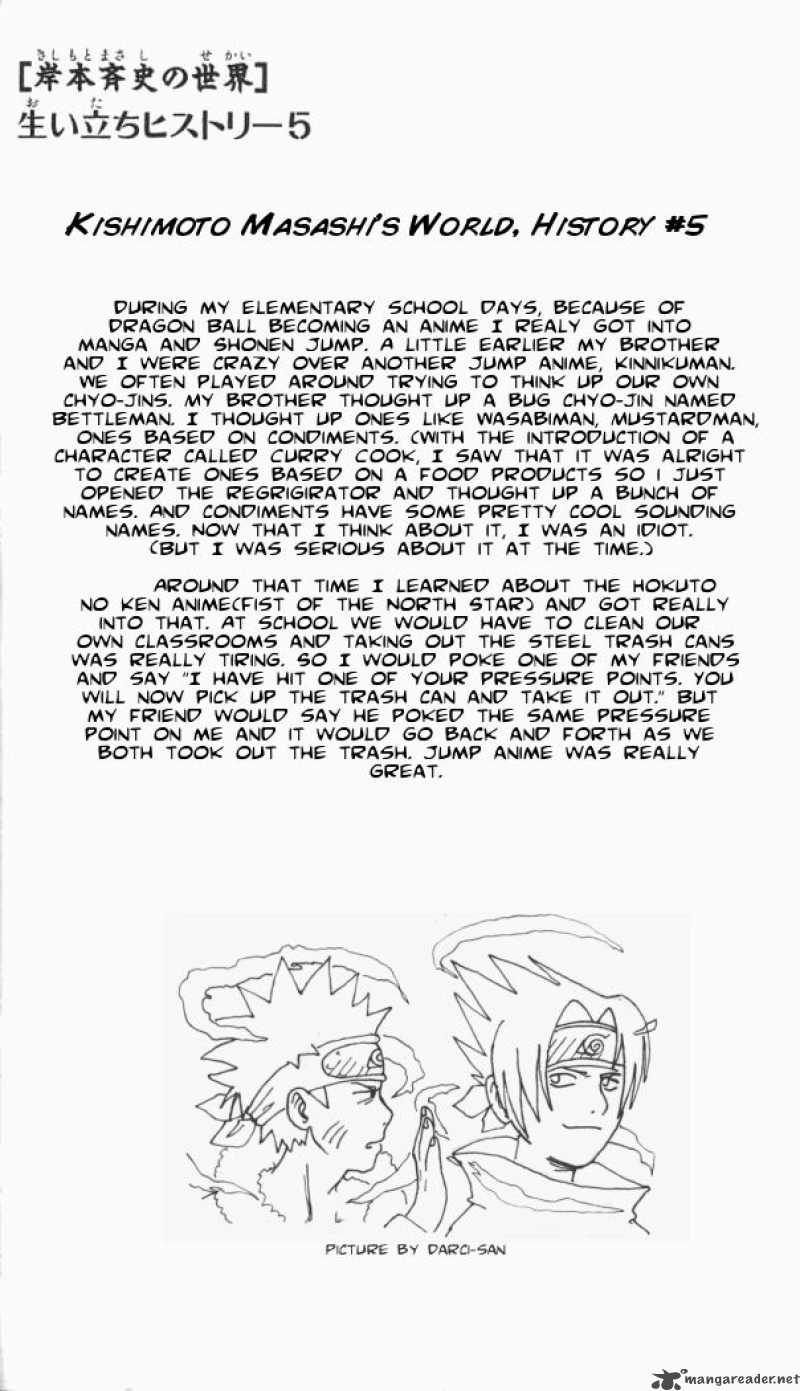 きしもとまさし せかい
[岸本斉史の世界]
お た
生い立ちヒストリー5
Kishimoto Masashi's World, History #5
DURING MY ELEMENTARY SCHOOL DAYS, BECAUSE OF
DRAGON BALL BECOMING AN ANIME I REALY GOT INTO
MANGA AND SHONEN JUMP. A LITTLE EARLIER MY BROTHER
AND I WERE CRAZY OVER ANOTHER JUMP ANIME, KINNIKUMAN.
WE OFTEN PLAYED AROUND TRYING TO THINK UP OUR OWN
CHYO-JINS. MY BROTHER THOUGHT UP A BUG CHYO-JIN NAMED
BETTLEMAN. I THOUGHT UP ONES LIKE WASABIMAN, MUSTARDMAN,
ONES BASED ON CONDIMENTS. (WITH THE INTRODUCTION OF A
CHARACTER CALLED CURRY COOK, I SAW THAT IT WAS ALRIGHT
TO CREATE ONES BASED ON A FOOD PRODUCTS SO I JUST
OPENED THE REGRIGIRATOR AND THOUGHT UP A BUNCH OF
NAMES. AND CONDIMENTS HAVE SOME PRETTY COOL SOUNDING
NAMES. NOW THAT I THINK ABOUT IT, I WAS AN IDIOT.
(BUT I WAS SERIOUS ABOUT IT AT THE TIME.)
AROUND THAT TIME I LEARNED ABOUT THE HOKUTO
NO KEN ANIME(FIST OF THE NORTH STAR) AND GOT REALLY
INTO THAT. AT SCHOOL WE WOULD HAVE TO CLEAN OUR
OWN CLASSROOMS AND TAKING OUT THE STEEL TRASH CANS
WAS REALLY TIRING. SO I WOULD POKE ONE OF MY FRIENDS
AND SAY "I HAVE HIT ONE OF YOUR PRESSURE POINTS. YOU
WILL NOW PICK UP THE TRASH CAN AND TAKE IT OUT." BUT
MY FRIEND WOULD SAY HE POKED THE SAME PRESSURE
POINT ON ME AND IT WOULD GO BACK AND FORTH AS WE
BOTH TOOK OUT THE TRASH. JUMP ANIME WAS REALLY
GREAT.
PICTURE BY DARCI-SAN
mangareader.net